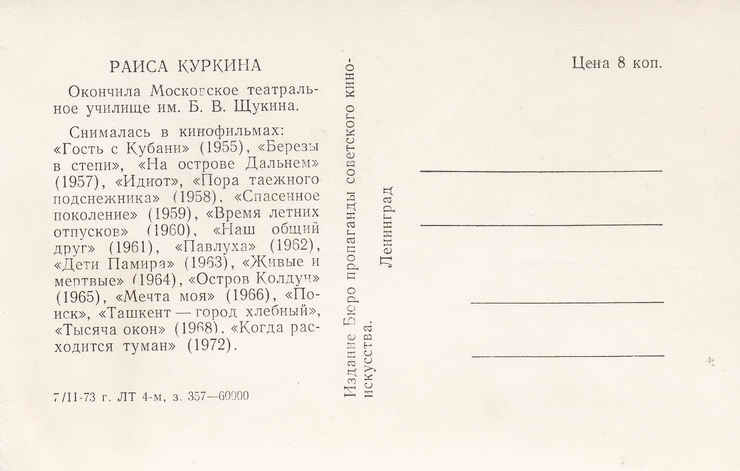 РАИСА КУРКИНА
Окончила Московское театраль-
ное училище им. Б. В. Щукина.
Снималась в кинофильмах:
«Гость с Кубани» (1955), «Березы
в степи», «На острове Дальнем»
(1957), «Идиот», «Пора таежного
подснежника» (1958). «Спасенное
поколение» (1959), «Время летних
отпусков» (1960), «Наш общий
друг» (1961), «Павлуха» (1962),
«Дети Памира» (1963), «Живые и
мертвые» (1964), «Остров Колдун»
(1965), «Мечта моя» (1966), «По-
иск», «Ташкент — город хлебный»,
«Тысяча окон» (1968). «Когда рас-
ходится туман» (1972).
7/II-73 г. ЛТ 4-м, з. 357—60000
Издание Бюро пропаганды советского кино-
искусства.
Ленинград
Цена 8 коп.